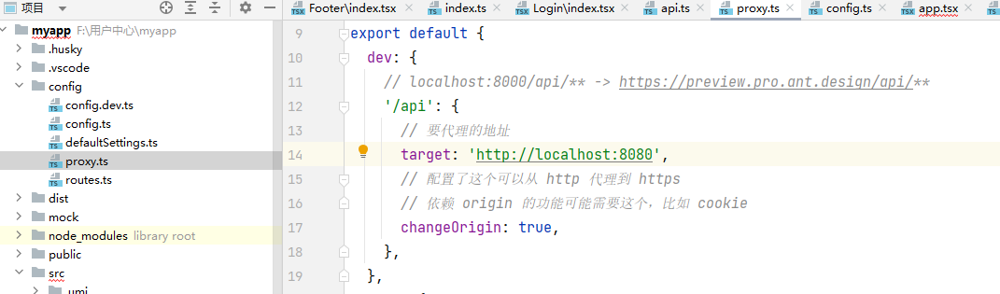 项目
Footer\index.tsx
index.ts
Login\index.tsx
api.ts
proxy.ts
config.ts
app.tsx
myapp F:\用户中心\myapp
.husky
.vscode
config
config.dev.ts
config.ts
defaultSettings.ts
proxy.ts
routes.ts
dist
mock
node_modules library root
public
src
.umi
9 export default {
10 dev: {
11 // localhost:8000/api/** -> https://preview.pro.ant.design/api/**
12 '/api': {
13 // 要代理的地址
14 target: 'http://localhost:8080',
15 // 配置了这个可以从 http 代理到 https
16 // 依赖 origin 的功能可能需要这个，比如 cookie
17 changeOrigin: true,
18 },
19 },